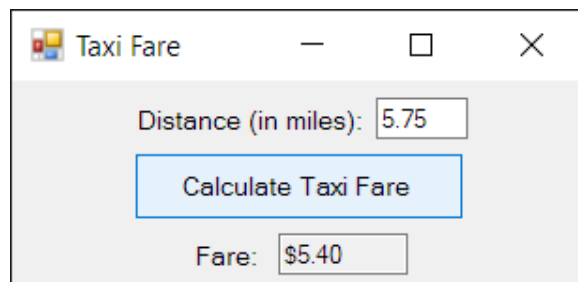 Taxi Fare
Distance (in miles): 5.75
Calculate Taxi Fare
Fare: $5.40